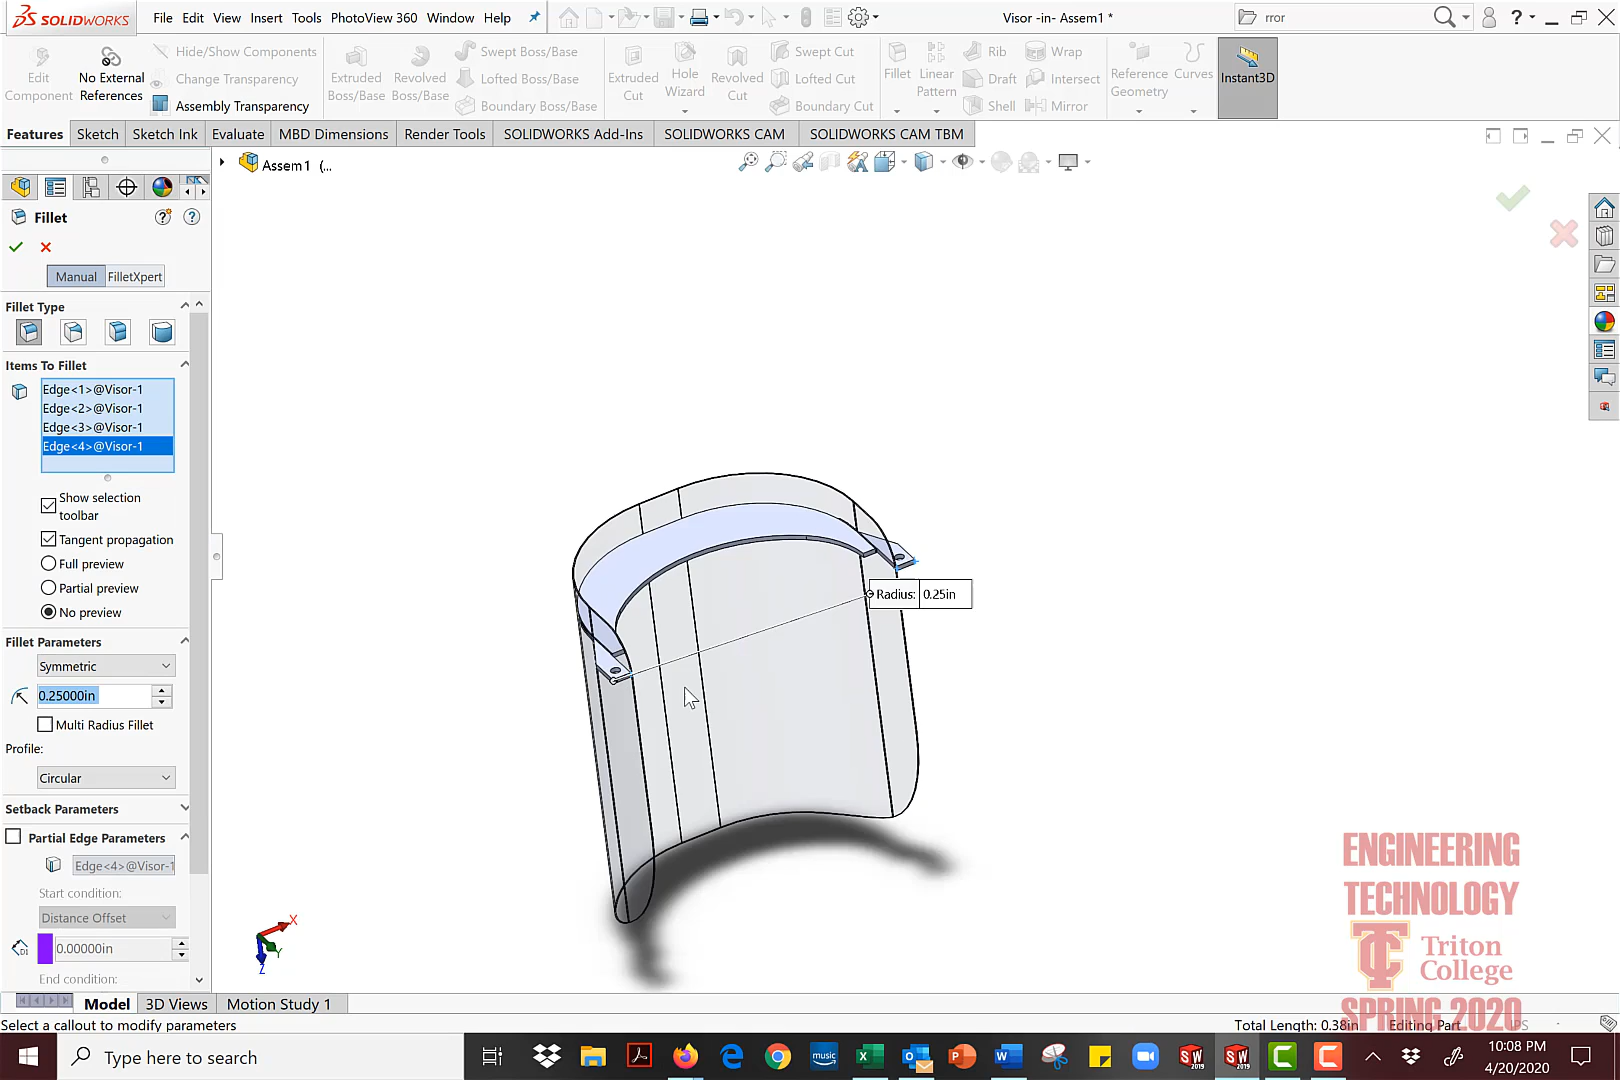 SOLIDWORKS File Edit View Insert Tools PhotoView 360 Window Help Visor -in- Assem1 * rror ?
Edit Component
No External References
Hide/Show Components
Change Transparency
Assembly Transparency
Extruded Boss/Base
Revolved Boss/Base
Swept Boss/Base
Lofted Boss/Base
Boundary Boss/Base
Extruded Cut
Hole Wizard
Revolved Cut
Swept Cut
Lofted Cut
Boundary Cut
Fillet
Linear Pattern
Rib
Draft
Shell
Wrap
Intersect
Mirror
Reference Geometry
Curves
Instant3D
Features Sketch Sketch Ink Evaluate MBD Dimensions Render Tools SOLIDWORKS Add-Ins SOLIDWORKS CAM SOLIDWORKS CAM TBM
Assem1 (...
Fillet
Manual FilletXpert
Fillet Type
Items To Fillet
Edge<1>@Visor-1
Edge<2>@Visor-1
Edge<3>@Visor-1
Edge<4>@Visor-1
Show selection
toolbar
Tangent propagation
Full preview
Partial preview
No preview
Fillet Parameters
Symmetric
0.25000in
Multi Radius Fillet
Profile:
Circular
Setback Parameters
Partial Edge Parameters
Edge<4>@Visor-1
Start condition:
Distance Offset
0.00000in
End condition:
Radius: 0.25in
X
Y
Z
ENGINEERING
TECHNOLOGY
TC Triton
College
SPRING 2020
Model 3D Views Motion Study 1
Select a callout to modify parameters Total Length: 0.38in Editing Part IPS
Type here to search
music
SW 2019
SW 2019
10:08 PM
4/20/2020